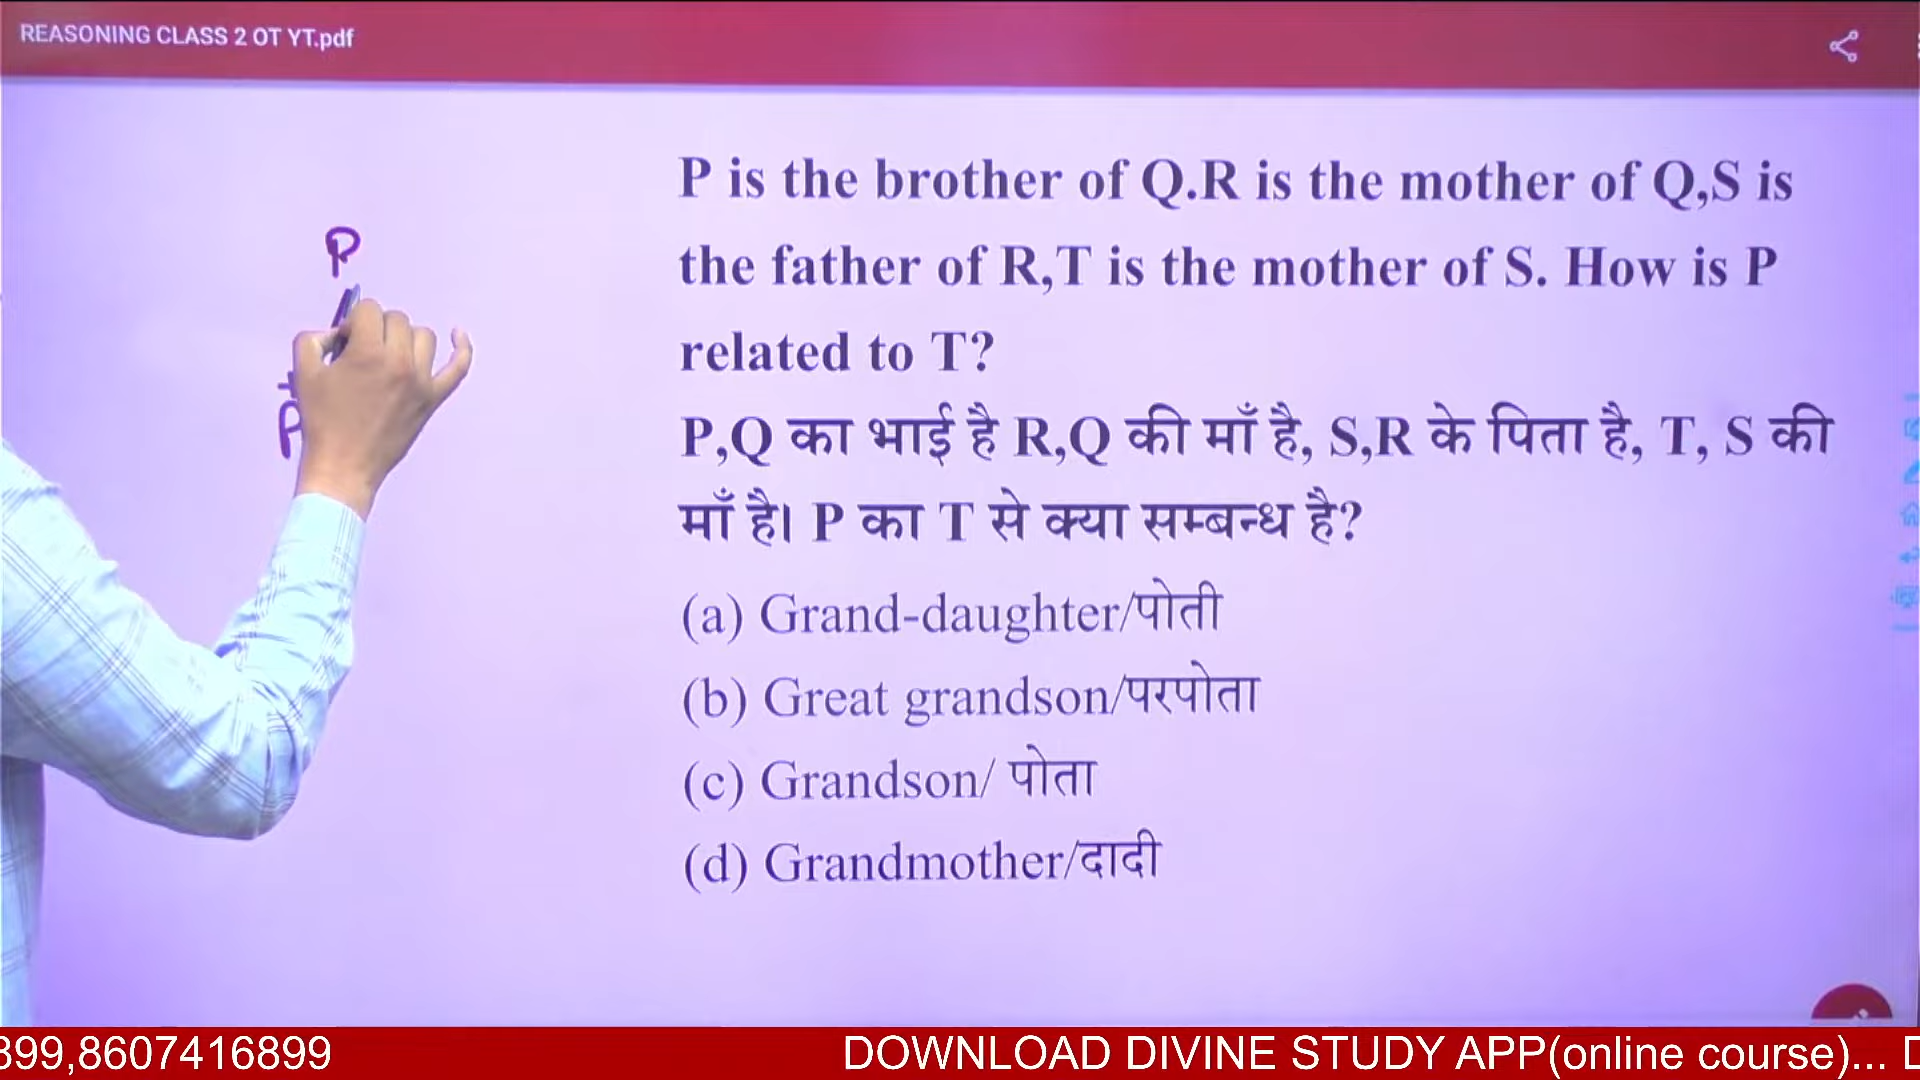 REASONING CLASS 2 OT YT.pdf
P is the brother of Q.R is the mother of Q,S is
the father of R,T is the mother of S. How is P
related to T?
P,Q का भाई है R,Q की माँ है, S,R के पिता है, T, S की
माँ है। P का T से क्या सम्बन्ध है?
(a) Grand-daughter/पोती
(b) Great grandson/परपोता
(c) Grandson/ पोता
(d) Grandmother/दादी
R
+
P
899,8607416899
DOWNLOAD DIVINE STUDY APP(online course)...